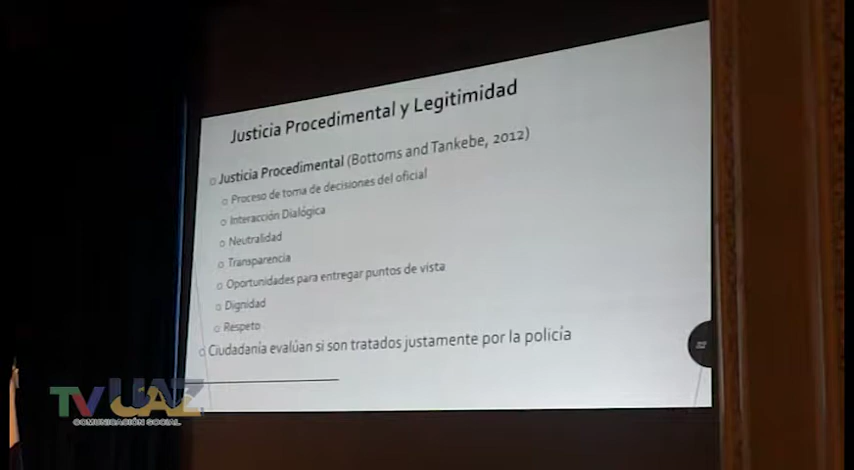 Justicia Procedimental y Legitimidad
Justicia Procedimental (Bottoms and Tankebe, 2012)
Proceso de toma de decisiones del oficial
Interacción Dialógica
Neutralidad
Transparencia
Oportunidades para entregar puntos de vista
Dignidad
Respeto
Ciudadanía evalúan si son tratados justamente por la policía
22
TVUAZ
COMUNICACIÓN SOCIAL